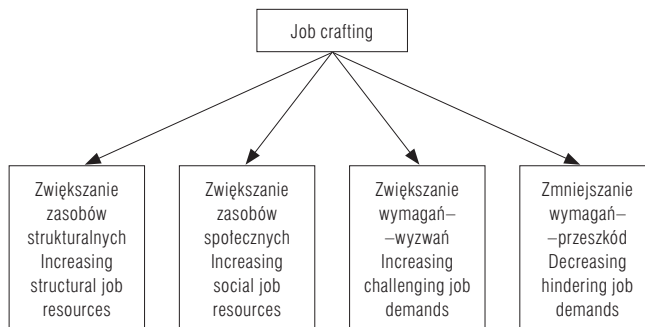 Job crafting
Zwiększanie
zasobów
strukturalnych
Increasing
structural job
resources
Zwiększanie
zasobów
społecznych
Increasing
social job
resources
Zwiększanie
wymagań–
-wyzwań
Increasing
challenging job
demands
Zmniejszanie
wymagań–
-przeszkód
Decreasing
hindering job
demands